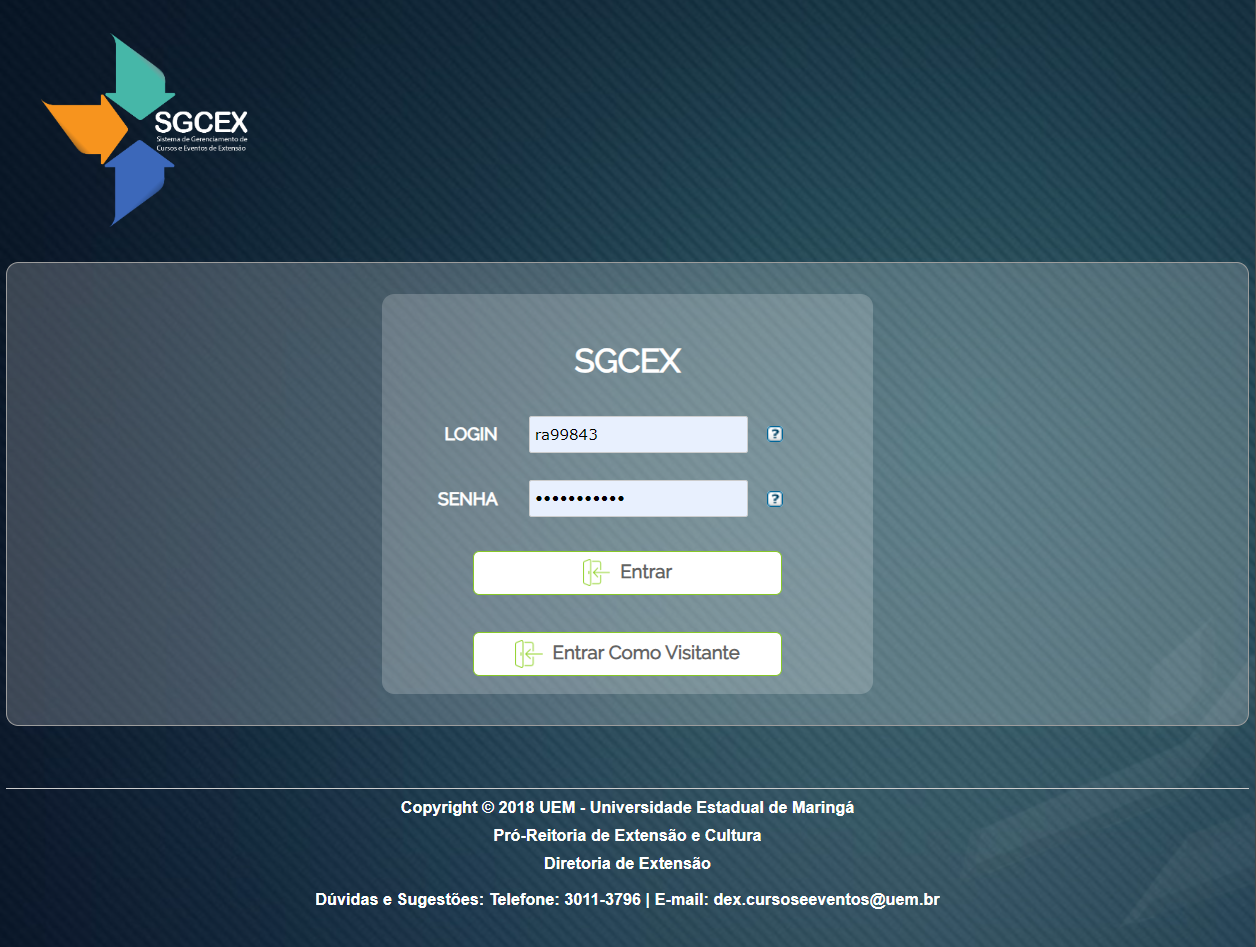 SGCEX
Sistema de Gerenciamento de
Cursos e Eventos de Extensão
SGCEX
LOGIN ra99843 ?
SENHA ••••••••••• ?
Entrar
Entrar Como Visitante
Copyright © 2018 UEM - Universidade Estadual de Maringá
Pró-Reitoria de Extensão e Cultura
Diretoria de Extensão
Dúvidas e Sugestões: Telefone: 3011-3796 | E-mail: dex.cursoseeventos@uem.br